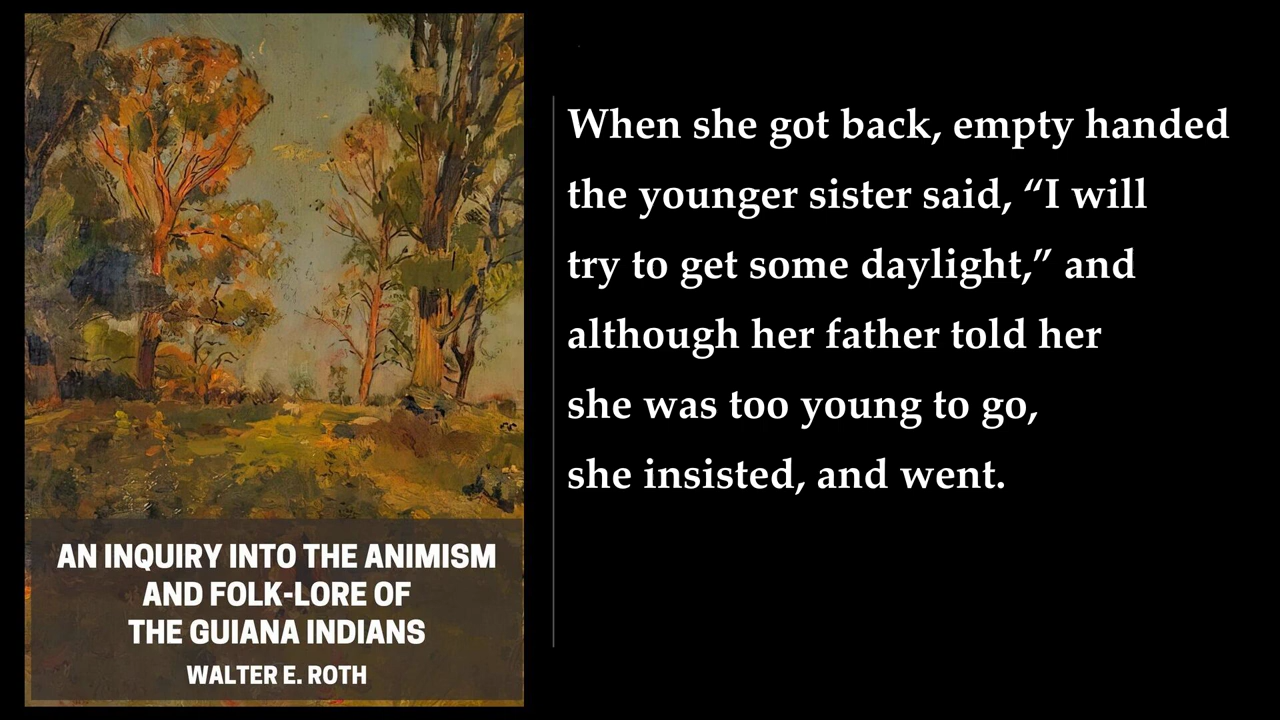 When she got back, empty handed
the younger sister said, “I will
try to get some daylight,” and
although her father told her
she was too young to go,
she insisted, and went.
AN INQUIRY INTO THE ANIMISM
AND FOLK-LORE OF
THE GUIANA INDIANS
WALTER E. ROTH